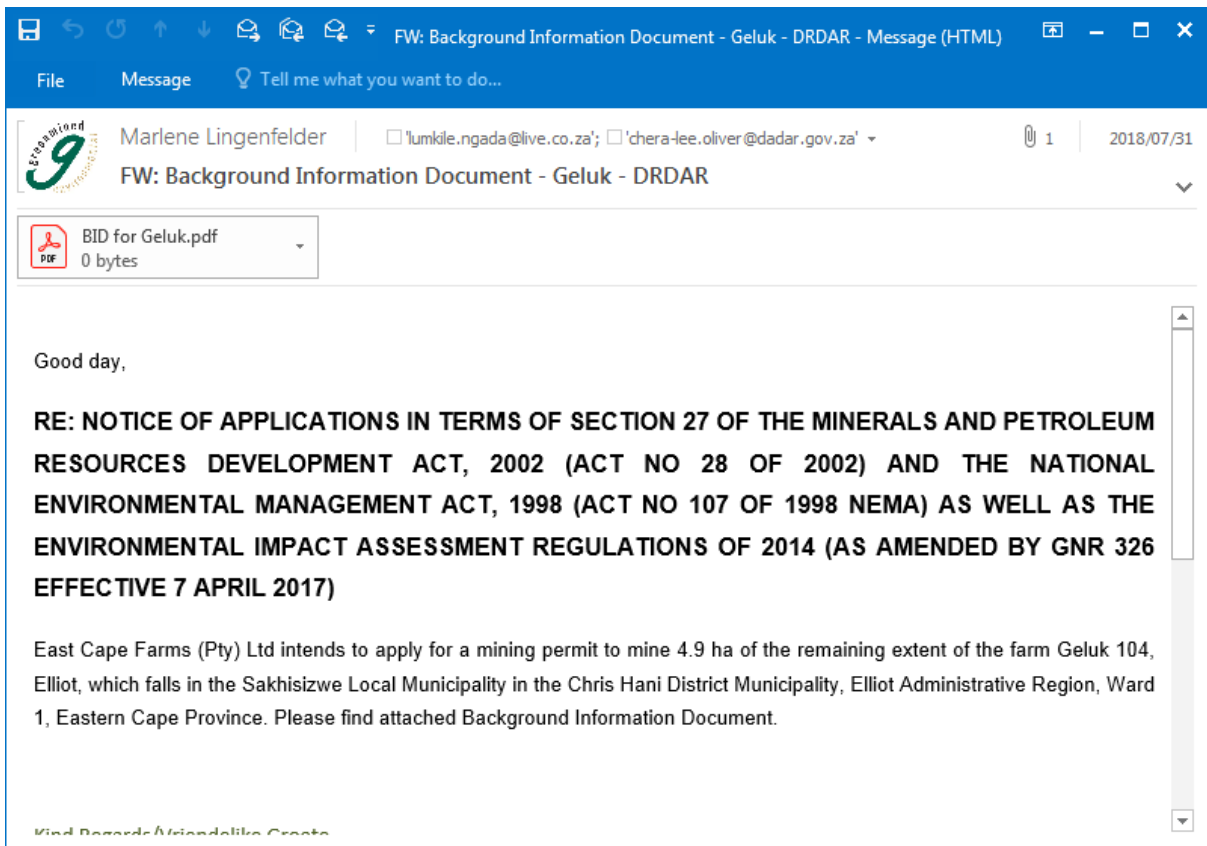 FW: Background Information Document - Geluk - DRDAR - Message (HTML)
File Message Tell me what you want to do...
Marlene Lingenfelder 'lumkile.ngada@live.co.za'; 'chera-lee.oliver@dadar.gov.za' 1 2018/07/31
FW: Background Information Document - Geluk - DRDAR
BID for Geluk.pdf
PDF 0 bytes
Good day,
RE: NOTICE OF APPLICATIONS IN TERMS OF SECTION 27 OF THE MINERALS AND PETROLEUM
RESOURCES DEVELOPMENT ACT, 2002 (ACT NO 28 OF 2002) AND THE NATIONAL
ENVIRONMENTAL MANAGEMENT ACT, 1998 (ACT NO 107 OF 1998 NEMA) AS WELL AS THE
ENVIRONMENTAL IMPACT ASSESSMENT REGULATIONS OF 2014 (AS AMENDED BY GNR 326
EFFECTIVE 7 APRIL 2017)
East Cape Farms (Pty) Ltd intends to apply for a mining permit to mine 4.9 ha of the remaining extent of the farm Geluk 104,
Elliot, which falls in the Sakhisizwe Local Municipality in the Chris Hani District Municipality, Elliot Administrative Region, Ward
1, Eastern Cape Province. Please find attached Background Information Document.
Kind Regards/Vriendelike Groete